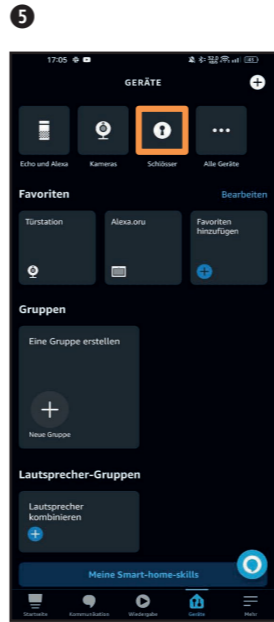 5
17:05
GERÄTE
Echo und Alexa
Kameras
Schlösser
Alle Geräte
Favoriten
Bearbeiten
Türstation
Alexa.oru
Favoriten
hinzufügen
Gruppen
Eine Gruppe erstellen
Neue Gruppe
Lautsprecher-Gruppen
Lautsprecher
kombinieren
Meine Smart-home-skills
Startseite
Kommunikation
Wiedergabe
Geräte
Mehr